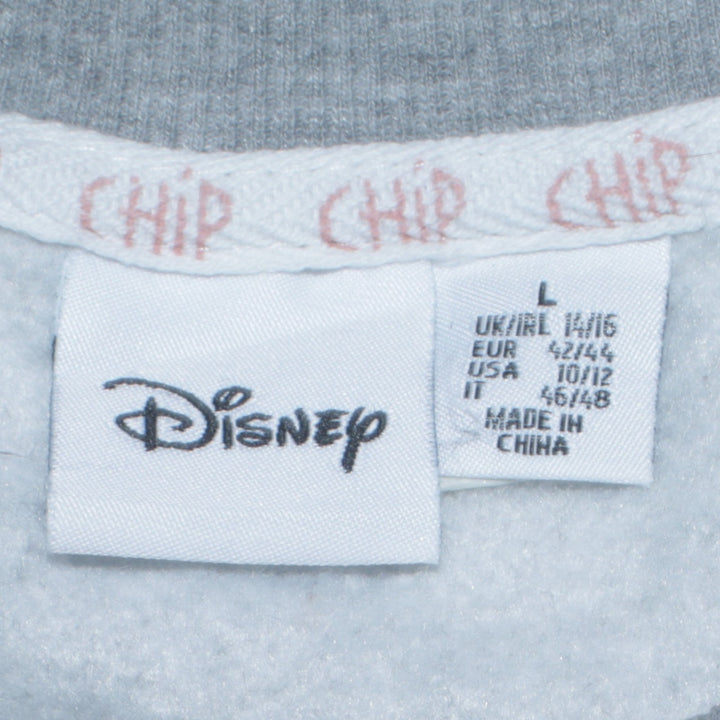 CHIP CHIP CHIP
DISNEY
L
UK/IRL 14/16
EUR 42/44
USA 10/12
IT 46/48
MADE IN
CHINA